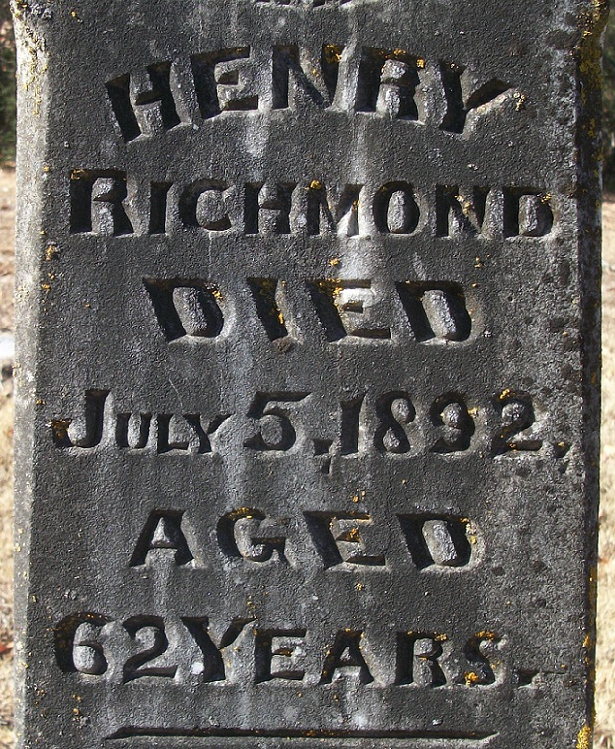 HENRY
RICHMOND
DIED
JULY 5, 1892.
AGED
62 YEARS.